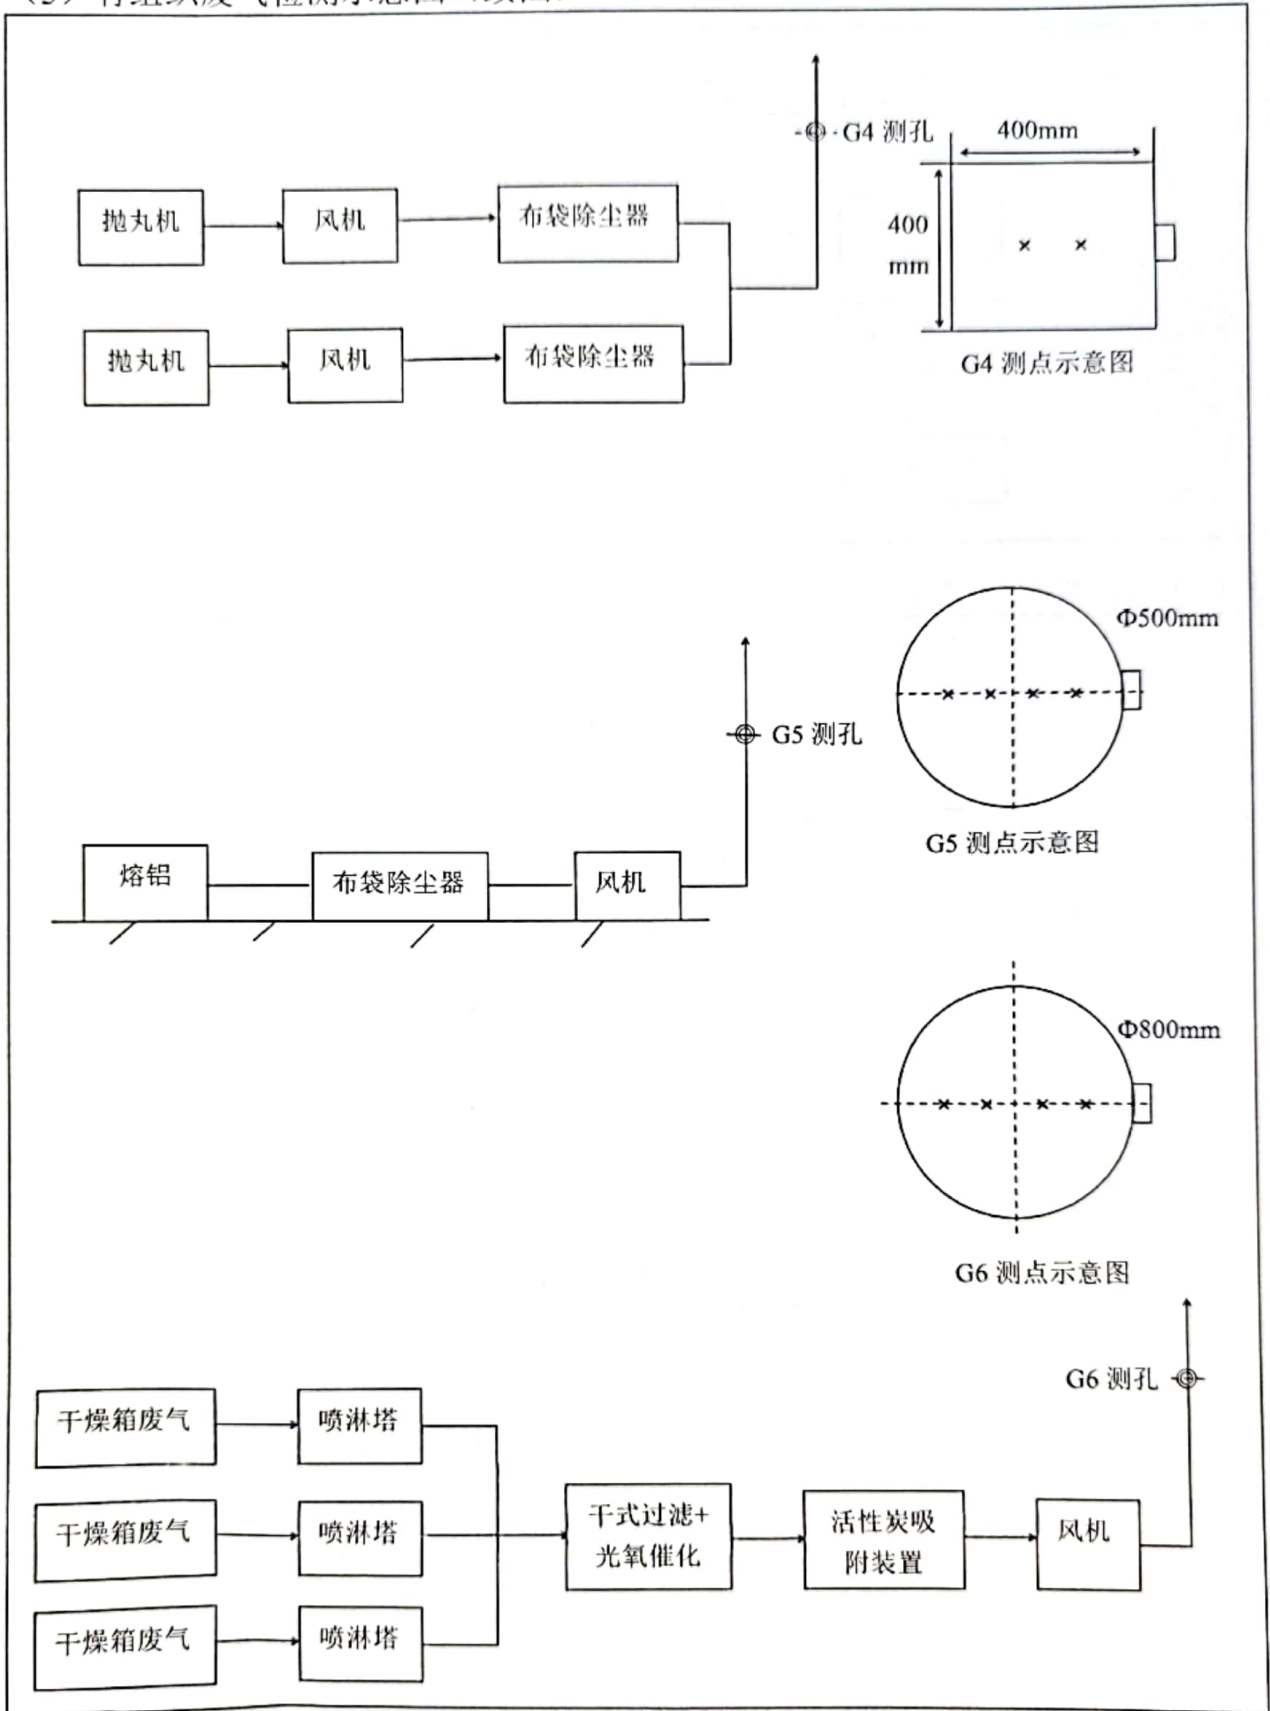 G4 测孔
400mm
抛丸机
风机
布袋除尘器
400
mm
抛丸机
风机
布袋除尘器
G4 测点示意图
Φ500mm
G5 测孔
G5 测点示意图
熔铝
布袋除尘器
风机
Φ800mm
G6 测点示意图
G6 测孔
干燥箱废气
喷淋塔
干燥箱废气
喷淋塔
干式过滤+
光氧催化
活性炭吸
附装置
风机
干燥箱废气
喷淋塔